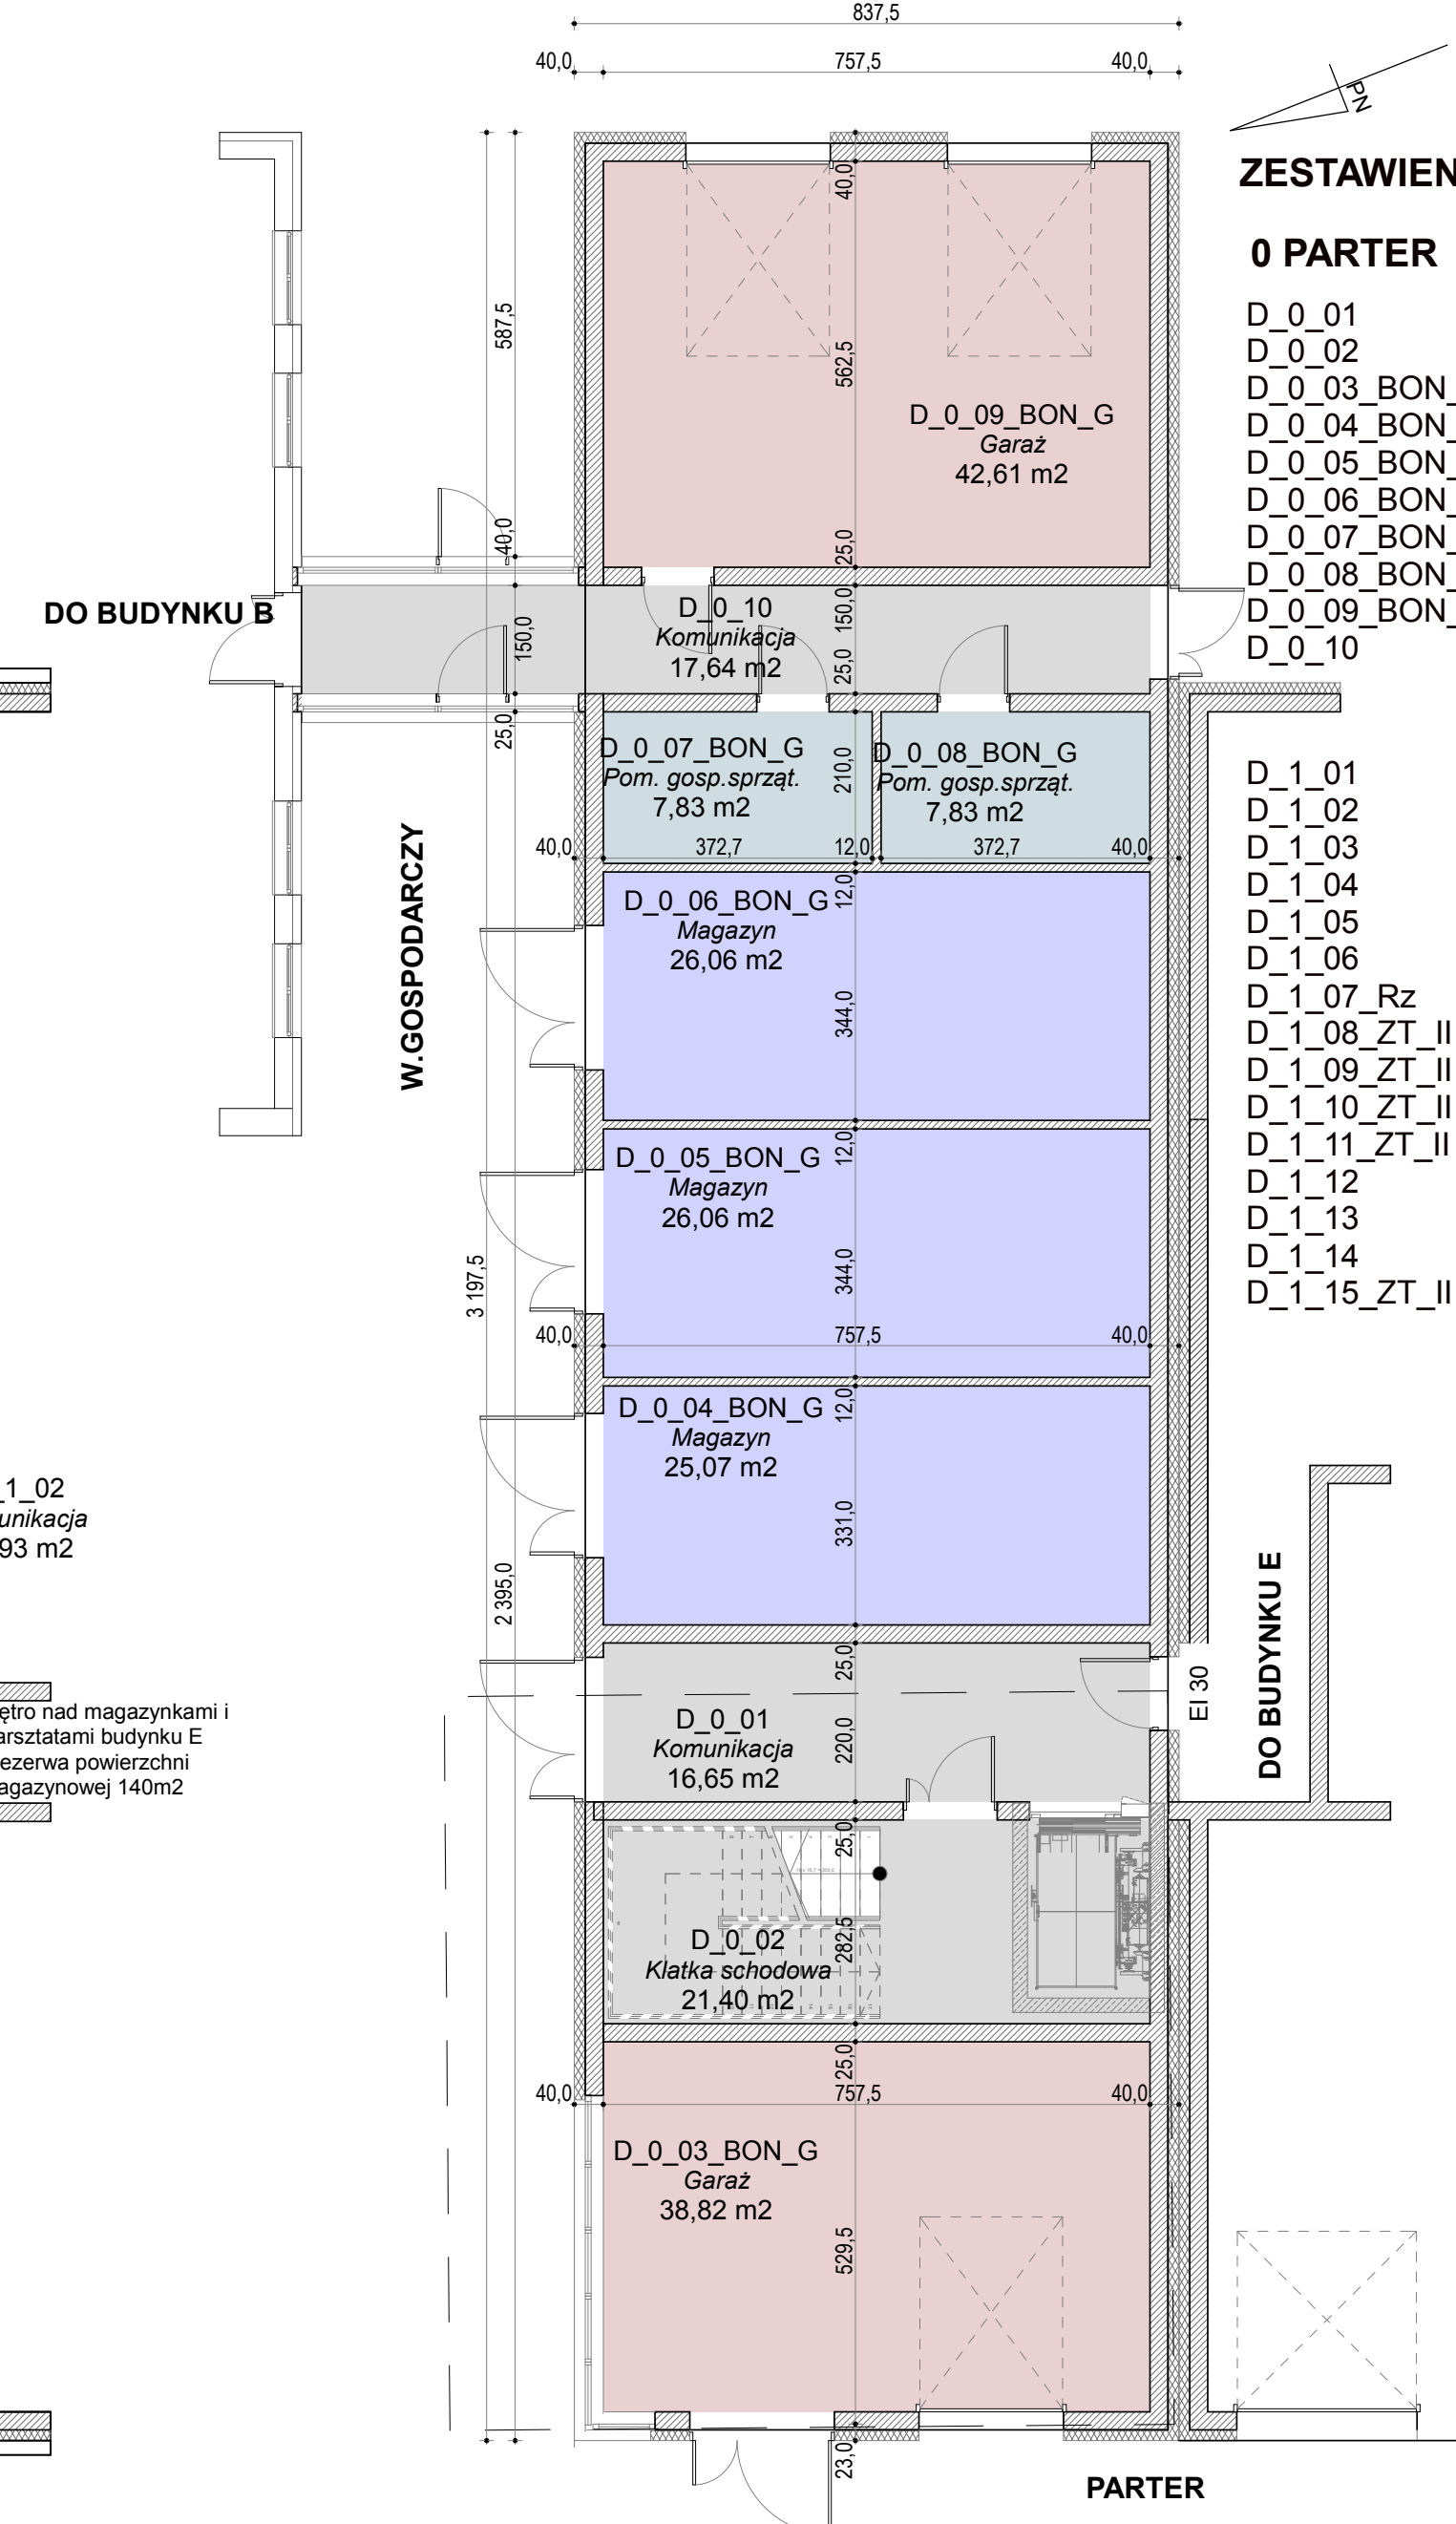 837,5
40,0 757,5 40,0
PN
ZESTAWIEN
0 PARTER
D_0_01
D_0_02
D_0_03_BON_
D_0_04_BON_
D_0_05_BON_
D_0_06_BON_
D_0_07_BON_
D_0_08_BON_
D_0_09_BON_
D_0_10
D_1_01
D_1_02
D_1_03
D_1_04
D_1_05
D_1_06
D_1_07_Rz
D_1_08_ZT_II
D_1_09_ZT_II
D_1_10_ZT_II
D_1_11_ZT_II
D_1_12
D_1_13
D_1_14
D_1_15_ZT_II
40,0
587,5
562,5
D_0_09_BON_G
Garaż
42,61 m2
40,0
25,0
DO BUDYNKU B
150,0
D_0_10
Komunikacja
17,64 m2
150,0
25,0
25,0
D_0_07_BON_G
Pom. gosp.sprząt.
7,83 m2
210,0
D_0_08_BON_G
Pom. gosp.sprząt.
7,83 m2
40,0 372,7 12,0 372,7 40,0
W.GOSPODARCZY
D_0_06_BON_G
Magazyn
26,06 m2
12,0
344,0
D_0_05_BON_G
Magazyn
26,06 m2
12,0
344,0
3 197,5
40,0 757,5 40,0
D_0_04_BON_G
Magazyn
25,07 m2
12,0
331,0
2 395,0
_1_02
unikacja
93 m2
ętro nad magazynkami i
arsztatami budynku E
ezerwa powierzchni
agazynowej 140m2
25,0
D_0_01
Komunikacja
16,65 m2
220,0
EI 30
DO BUDYNKU E
25,0
D_0_02
Klatka schodowa
21,40 m2
282,5
25,0
40,0 757,5 40,0
D_0_03_BON_G
Garaż
38,82 m2
529,5
23,0
PARTER